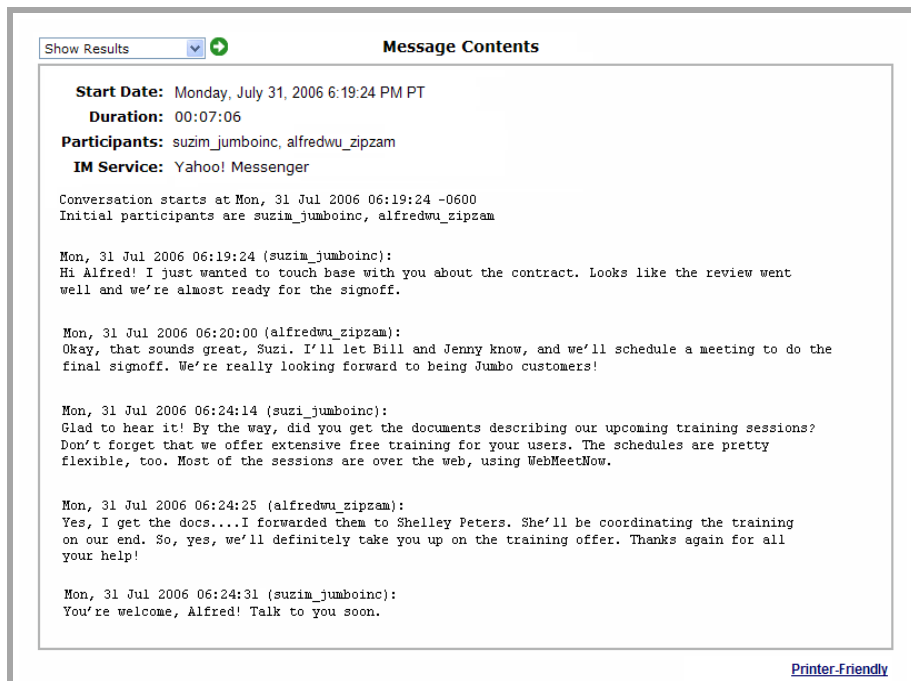 Show Results
Message Contents
Start Date: Monday, July 31, 2006 6:19:24 PM PT
Duration: 00:07:06
Participants: suzim_jumboinc, alfredwu_zipzam
IM Service: Yahoo! Messenger
Conversation starts at Mon, 31 Jul 2006 06:19:24 -0600
Initial participants are suzim_jumboinc, alfredwu_zipzam
Mon, 31 Jul 2006 06:19:24 (suzim_jumboinc):
Hi Alfred! I just wanted to touch base with you about the contract. Looks like the review went
well and we're almost ready for the signoff.
Mon, 31 Jul 2006 06:20:00 (alfredwu_zipzam):
Okay, that sounds great, Suzi. I'll let Bill and Jenny know, and we'll schedule a meeting to do the
final signoff. We're really looking forward to being Jumbo customers!
Mon, 31 Jul 2006 06:24:14 (suzi_jumboinc):
Glad to hear it! By the way, did you get the documents describing our upcoming training sessions?
Don't forget that we offer extensive free training for your users. The schedules are pretty
flexible, too. Most of the sessions are over the web, using WebMeetNow.
Mon, 31 Jul 2006 06:24:25 (alfredwu_zipzam):
Yes, I get the docs....I forwarded them to Shelley Peters. She'll be coordinating the training
on our end. So, yes, we'll definitely take you up on the training offer. Thanks again for all
your help!
Mon, 31 Jul 2006 06:24:31 (suzim_jumboinc):
You're welcome, Alfred! Talk to you soon.
Printer-Friendly